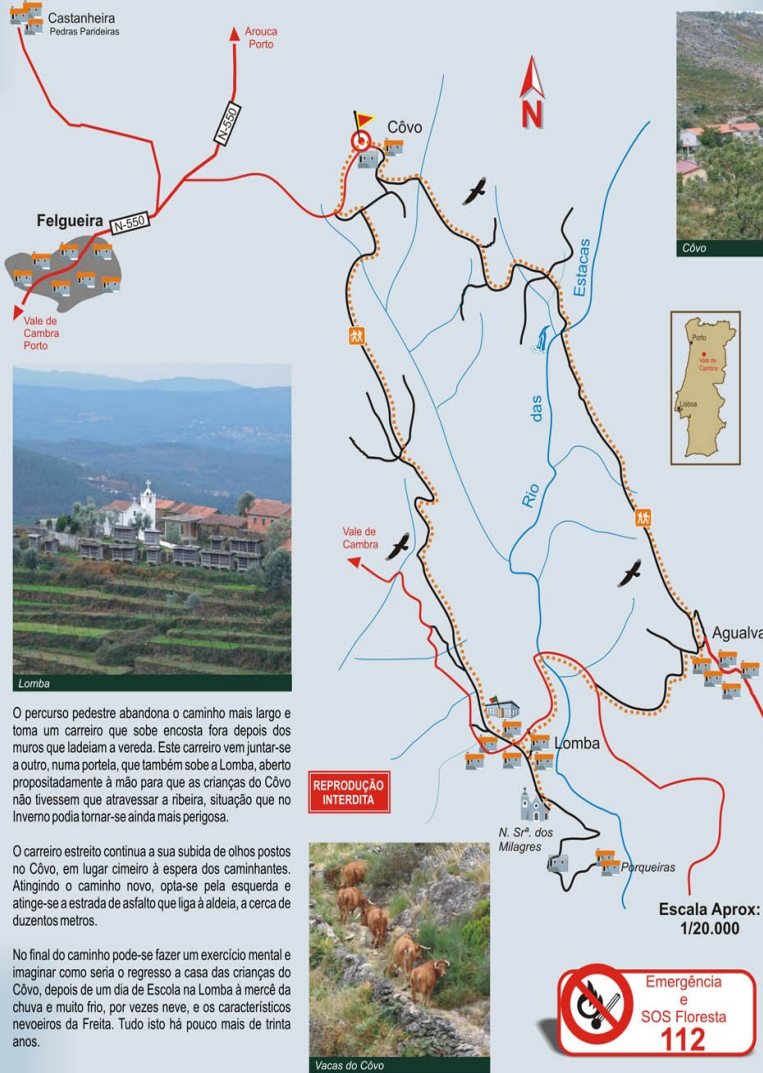 Castanheira
Pedras Parideiras
Arouca
Porto
N-550
N
Côvo
Felgueira
N-550
Vale de
Cambra
Porto
Estacas
das
Rio
Côvo
Porto
Vale de
Cambra
Lisboa
Lomba
Vale de
Cambra
Agualva
Lomba
N. Srª. dos
Milagres
Porqueiras
REPRODUÇÃO
INTERDITA
O percurso pedestre abandona o caminho mais largo e
toma um carreiro que sobe encosta fora depois dos
muros que ladeiam a vereda. Este carreiro vem juntar-se
a outro, numa portela, que também sobe a Lomba, aberto
propositadamente à mão para que as crianças do Côvo
não tivessem que atravessar a ribeira, situação que no
Inverno podia tornar-se ainda mais perigosa.
O carreiro estreito continua a sua subida de olhos postos
no Côvo, em lugar cimeiro à espera dos caminhantes.
Atingindo o caminho novo, opta-se pela esquerda e
atinge-se a estrada de asfalto que liga à aldeia, a cerca de
duzentos metros.
No final do caminho pode-se fazer um exercício mental e
imaginar como seria o regresso a casa das crianças do
Côvo, depois de um dia de Escola na Lomba à mercê da
chuva e muito frio, por vezes neve, e os característicos
nevoeiros da Freita. Tudo isto há pouco mais de trinta
anos.
Vacas do Côvo
Escala Aprox:
1/20.000
Emergência
e
SOS Floresta
112